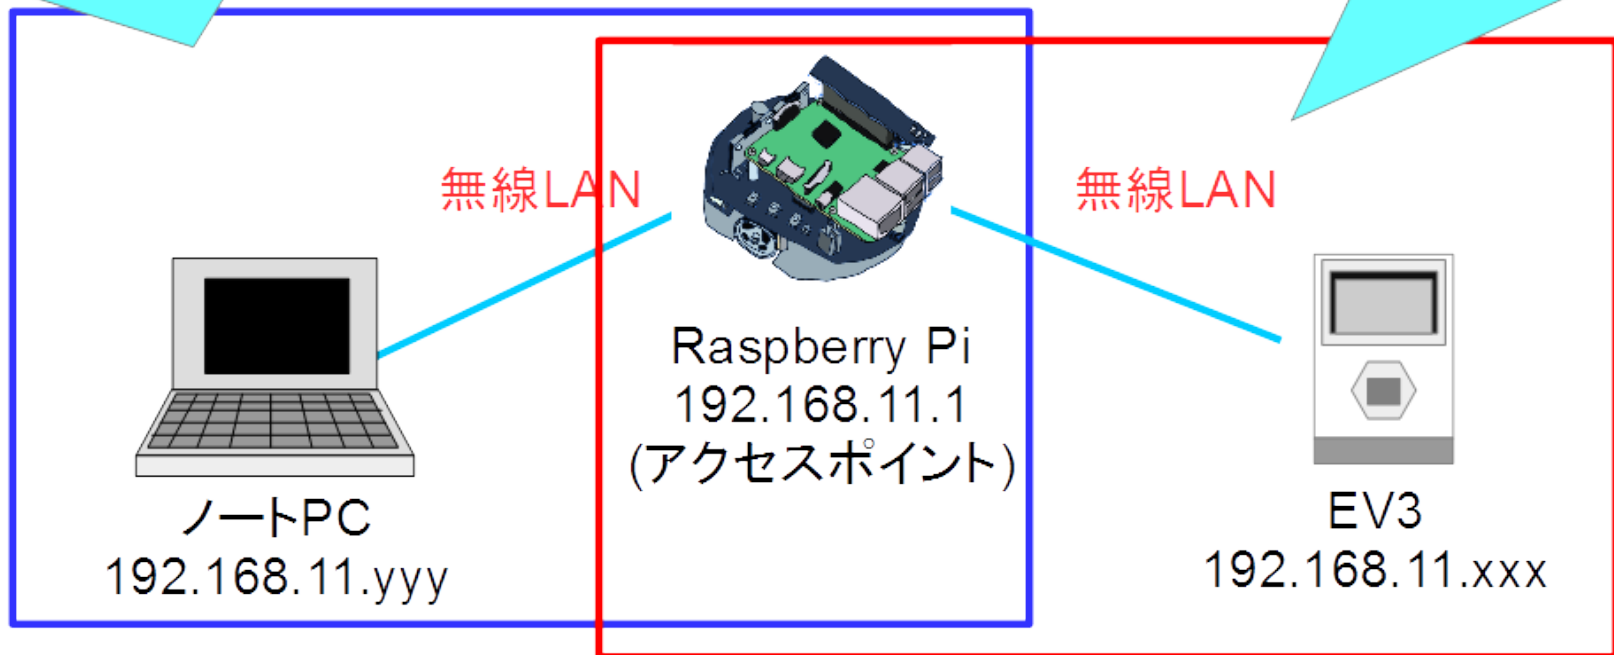 無線LAN
無線LAN
Raspberry Pi
192.168.11.1
(アクセスポイント)
ノートPC
192.168.11.yyy
EV3
192.168.11.xxx